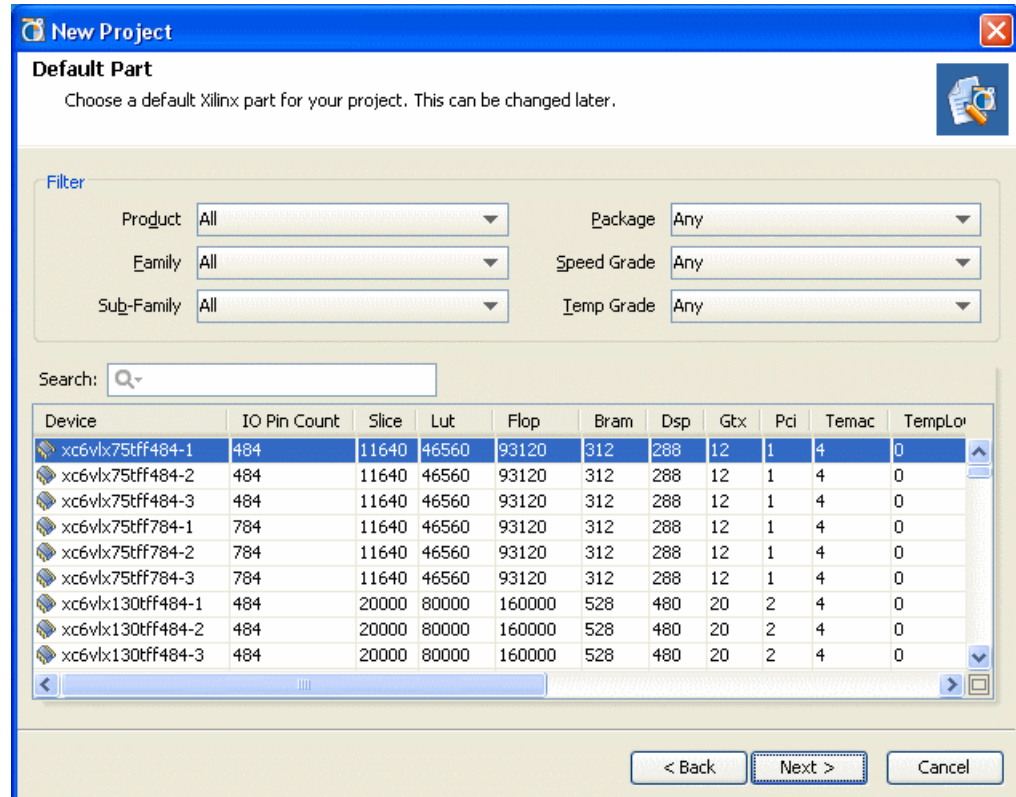 New Project
Default Part
Choose a default Xilinx part for your project. This can be changed later.
Filter
Product All Package Any
Family All Speed Grade Any
Sub-Family All Temp Grade Any
Search:
Device IO Pin Count Slice Lut Flop Bram Dsp Gtx Pci Temac
xc6vlx75tff484-1 484 11640 46560 93120 312 288 12 1 4 0
xc6vlx75tff484-2 484 11640 46560 93120 312 288 12 1 4 0
xc6vlx75tff484-3 484 11640 46560 93120 312 288 12 1 4 0
xc6vlx75tff784-1 784 11640 46560 93120 312 288 12 1 4 0
xc6vlx75tff784-2 784 11640 46560 93120 312 288 12 1 4 0
xc6vlx75tff784-3 784 11640 46560 93120 312 288 12 1 4 0
xc6vlx130tff484-1 484 20000 80000 160000 528 480 20 2 4 0
xc6vlx130tff484-2 484 20000 80000 160000 528 480 20 2 4 0
xc6vlx130tff484-3 484 20000 80000 160000 528 480 20 2 4 0
< Back Next > Cancel